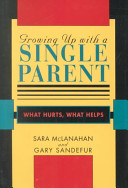 Growing Up with a
SINGLE
PARENT
WHAT HURTS, WHAT HELPS
SARA McLANAHAN
and
GARY SANDEFUR